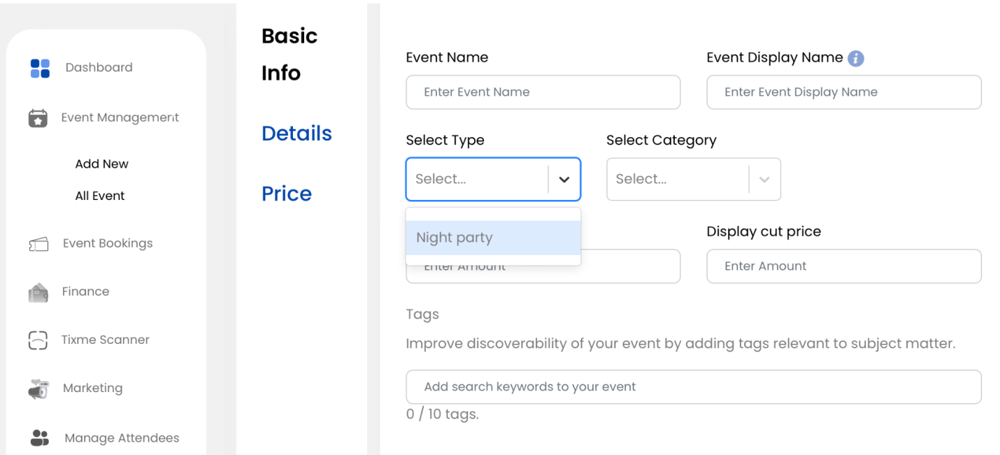 Dashboard
Event Management
Add New
All Event
Event Bookings
Finance
Tixme Scanner
Marketing
Manage Attendees
Basic
Info
Details
Price
Event Name
Enter Event Name
Event Display Name i
Enter Event Display Name
Select Type
Select...
Night party
Select Category
Select...
Enter Amount
Display cut price
Enter Amount
Tags
Improve discoverability of your event by adding tags relevant to subject matter.
Add search keywords to your event
0 / 10 tags.